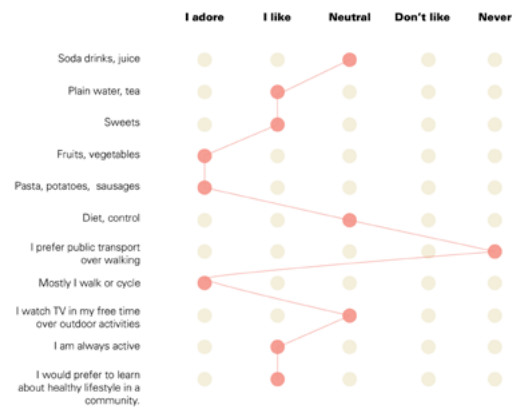 I adore I like Neutral Don't like Never
Soda drinks, juice
Plain water, tea
Sweets
Fruits, vegetables
Pasta, potatoes, sausages
Diet, control
I prefer public transport
over walking
Mostly I walk or cycle
I watch TV in my free time
over outdoor activities
I am always active
I would prefer to learn
about healthy lifestyle in a
community.